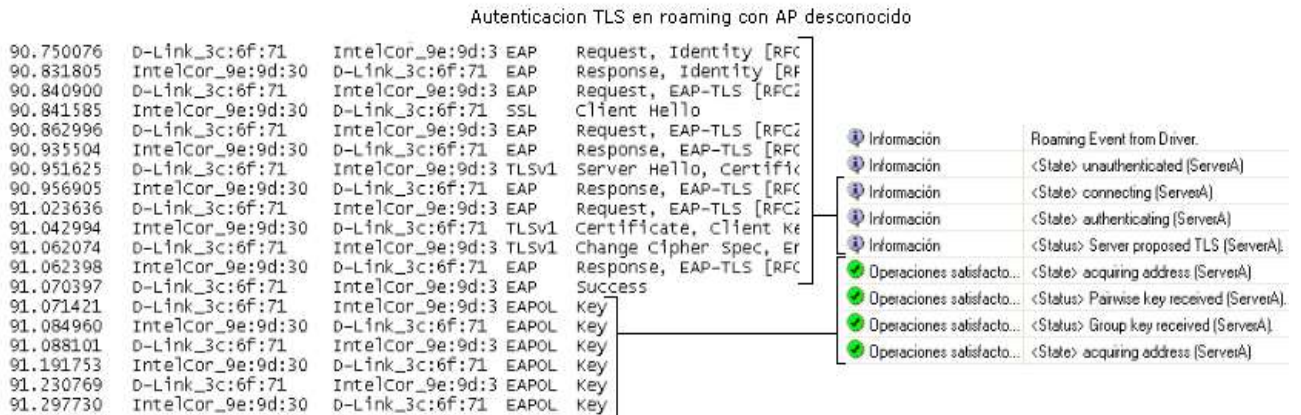 Autenticacion TLS en roaming con AP desconocido
90.750076 D-Link_3c:6f:71 IntelCor_9e:9d:3 EAP Request, Identity [RFC
90.831805 IntelCor_9e:9d:30 D-Link_3c:6f:71 EAP Response, Identity [RF
90.840900 D-Link_3c:6f:71 IntelCor_9e:9d:3 EAP Request, EAP-TLS [RFC2
90.841585 IntelCor_9e:9d:30 D-Link_3c:6f:71 SSL Client Hello
90.862996 D-Link_3c:6f:71 IntelCor_9e:9d:3 EAP Request, EAP-TLS [RFC2
90.935504 IntelCor_9e:9d:30 D-Link_3c:6f:71 EAP Response, EAP-TLS [RFC
90.951625 D-Link_3c:6f:71 IntelCor_9e:9d:3 TLSv1 Server Hello, Certific
90.956905 IntelCor_9e:9d:30 D-Link_3c:6f:71 EAP Response, EAP-TLS [RFC
91.023636 D-Link_3c:6f:71 IntelCor_9e:9d:3 EAP Request, EAP-TLS [RFC2
91.042994 IntelCor_9e:9d:30 D-Link_3c:6f:71 TLSv1 Certificate, Client Ke
91.062074 D-Link_3c:6f:71 IntelCor_9e:9d:3 TLSv1 Change Cipher Spec, En
91.062398 IntelCor_9e:9d:30 D-Link_3c:6f:71 EAP Response, EAP-TLS [RFC
91.070397 D-Link_3c:6f:71 IntelCor_9e:9d:3 EAP Success
91.071421 D-Link_3c:6f:71 IntelCor_9e:9d:3 EAPOL Key
91.084960 IntelCor_9e:9d:30 D-Link_3c:6f:71 EAPOL Key
91.088101 D-Link_3c:6f:71 IntelCor_9e:9d:3 EAPOL Key
91.191753 IntelCor_9e:9d:30 D-Link_3c:6f:71 EAPOL Key
91.230769 D-Link_3c:6f:71 IntelCor_9e:9d:3 EAPOL Key
91.297730 IntelCor_9e:9d:30 D-Link_3c:6f:71 EAPOL Key
Información Roaming Event from Driver.
Información <State> unauthenticated (ServerA)
Información <State> connecting (ServerA)
Información <State> authenticating (ServerA)
Información <Status> Server proposed TLS (ServerA).
Operaciones satisfacto... <State> acquiring address (ServerA)
Operaciones satisfacto... <Status> Pairwise key received (ServerA).
Operaciones satisfacto... <Status> Group key received (ServerA).
Operaciones satisfacto... <State> acquiring address (ServerA)